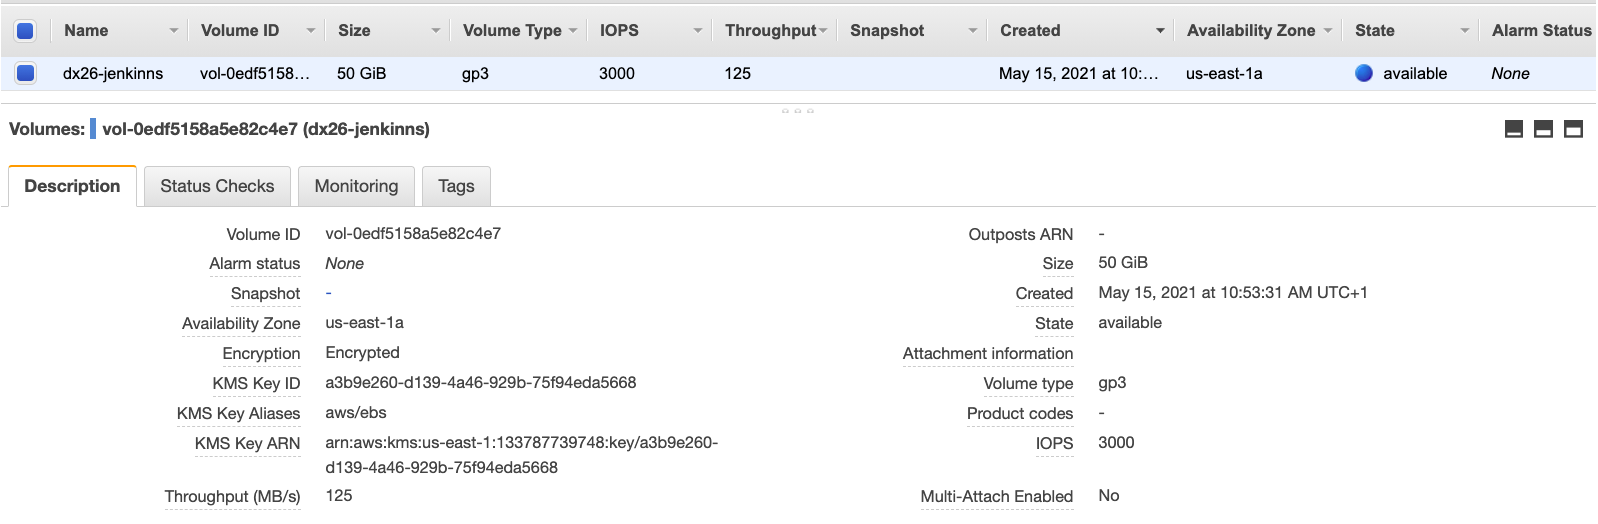 Name Volume ID Size Volume Type IOPS Throughput Snapshot Created Availability Zone State Alarm Status
dx26-jenkinns vol-0edf5158... 50 GiB gp3 3000 125 May 15, 2021 at 10:... us-east-1a available None
Volumes: vol-0edf5158a5e82c4e7 (dx26-jenkinns)
Description Status Checks Monitoring Tags
Volume ID vol-0edf5158a5e82c4e7 Outposts ARN -
Alarm status None Size 50 GiB
Snapshot - Created May 15, 2021 at 10:53:31 AM UTC+1
Availability Zone us-east-1a State available
Encryption Encrypted Attachment information
KMS Key ID a3b9e260-d139-4a46-929b-75f94eda5668 Volume type gp3
KMS Key Aliases aws/ebs Product codes -
KMS Key ARN arn:aws:kms:us-east-1:133787739748:key/a3b9e260- IOPS 3000
d139-4a46-929b-75f94eda5668
Throughput (MB/s) 125 Multi-Attach Enabled No